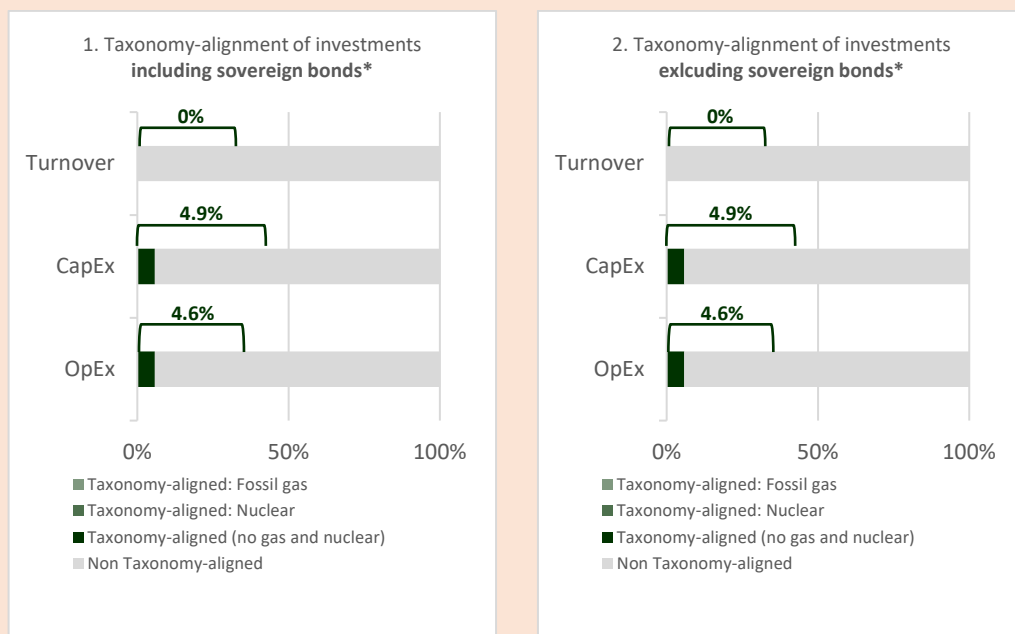 1. Taxonomy-alignment of investments
including sovereign bonds*
0%
Turnover
4.9%
CapEx
4.6%
OpEx
0%
50%
100%
Taxonomy-aligned: Fossil gas
Taxonomy-aligned: Nuclear
Taxonomy-aligned (no gas and nuclear)
Non Taxonomy-aligned
2. Taxonomy-alignment of investments
exlcuding sovereign bonds*
0%
Turnover
4.9%
CapEx
4.6%
OpEx
0%
50%
100%
Taxonomy-aligned: Fossil gas
Taxonomy-aligned: Nuclear
Taxonomy-aligned (no gas and nuclear)
Non Taxonomy-aligned